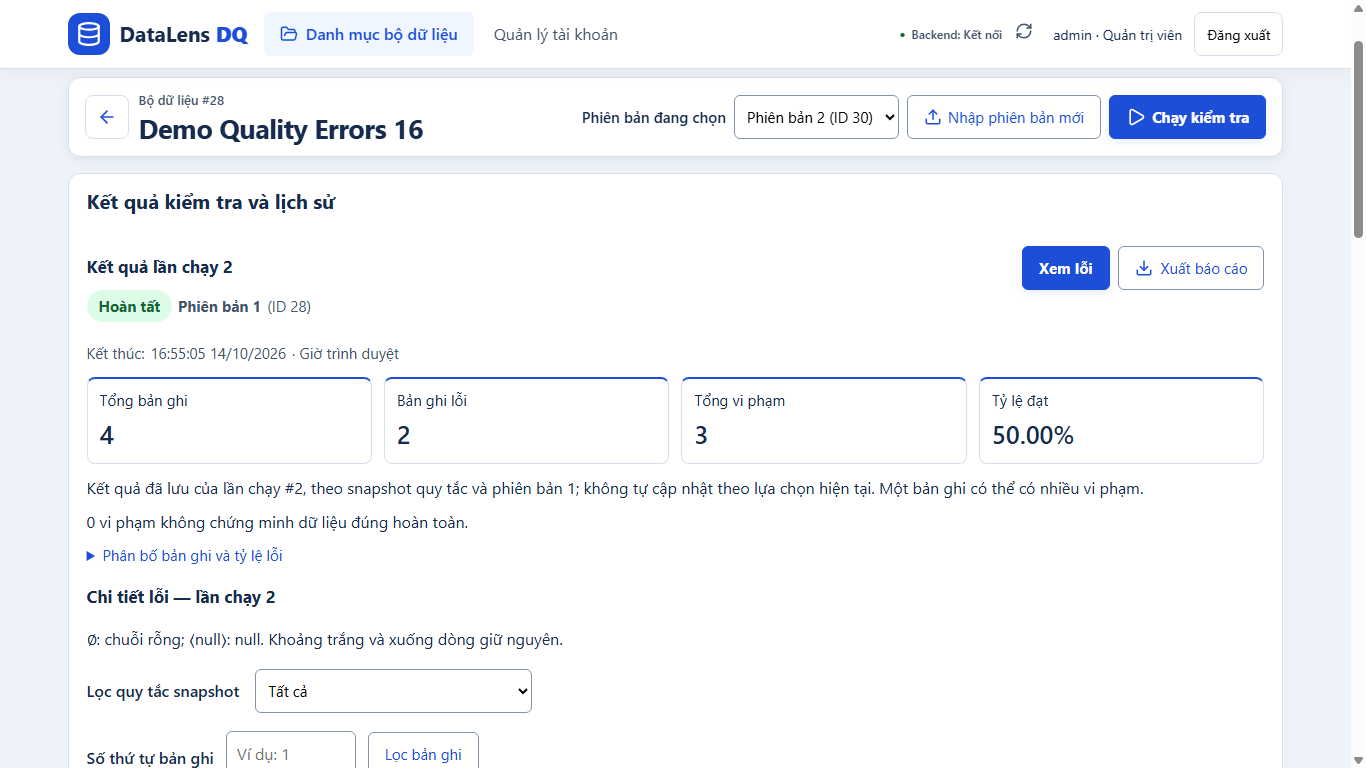 DataLens DQ
Danh mục bộ dữ liệu
Quản lý tài khoản
• Backend: Kết nối
admin · Quản trị viên
Đăng xuất
Bộ dữ liệu #28
Demo Quality Errors 16
Phiên bản đang chọn
Phiên bản 2 (ID 30)
Nhập phiên bản mới
Chạy kiểm tra
Kết quả kiểm tra và lịch sử
Kết quả lần chạy 2
Xem lỗi
Xuất báo cáo
Hoàn tất Phiên bản 1 (ID 28)
Kết thúc: 16:55:05 14/10/2026 · Giờ trình duyệt
Tổng bản ghi
4
Bản ghi lỗi
2
Tổng vi phạm
3
Tỷ lệ đạt
50.00%
Kết quả đã lưu của lần chạy #2, theo snapshot quy tắc và phiên bản 1; không tự cập nhật theo lựa chọn hiện tại. Một bản ghi có thể có nhiều vi phạm.
0 vi phạm không chứng minh dữ liệu đúng hoàn toàn.
Phân bố bản ghi và tỷ lệ lỗi
Chi tiết lỗi — lần chạy 2
∅: chuỗi rỗng; ⟨null⟩: null. Khoảng trắng và xuống dòng giữ nguyên.
Lọc quy tắc snapshot
Tất cả
Số thứ tự bản ghi
Ví dụ: 1
Lọc bản ghi